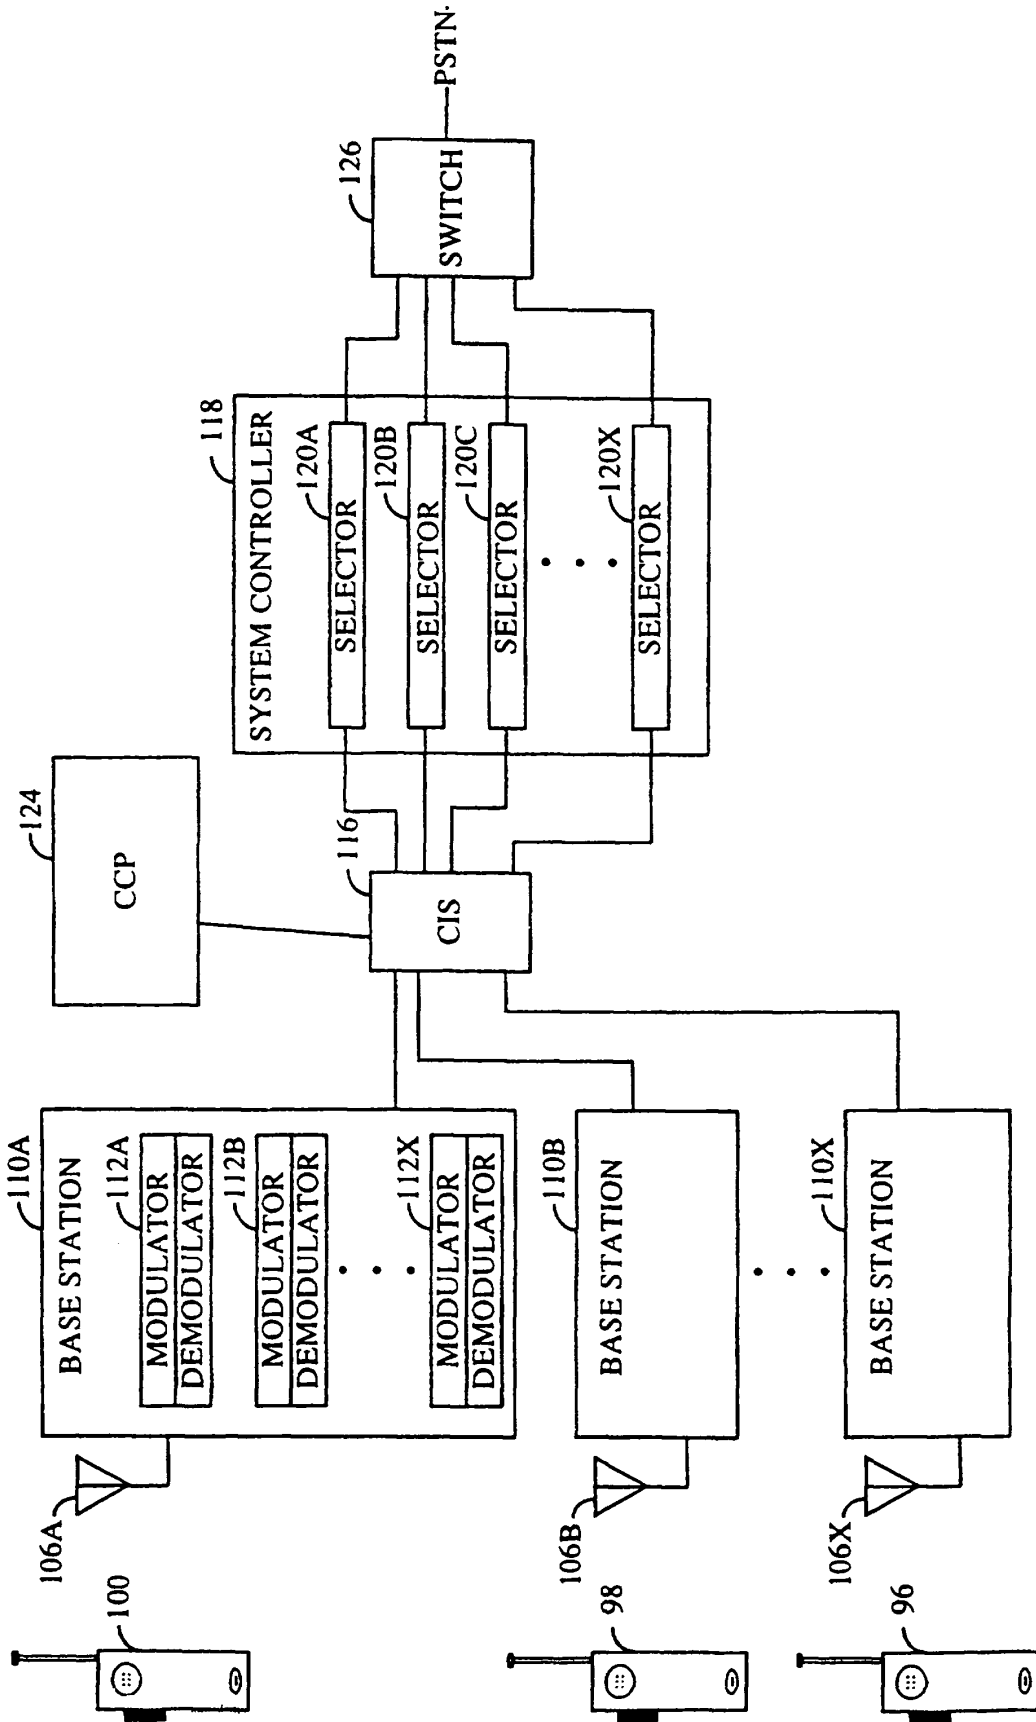 100
98
96
106A
106B
106X
110A
BASE STATION
112A
MODULATOR
DEMODULATOR
112B
MODULATOR
DEMODULATOR
112X
MODULATOR
DEMODULATOR
110B
BASE STATION
110X
BASE STATION
124
CCP
116
CIS
118
SYSTEM CONTROLLER
120A
SELECTOR
120B
SELECTOR
120C
SELECTOR
120X
SELECTOR
126
SWITCH
PSTN